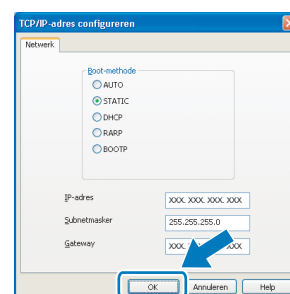 TCP/IP-adres configureren
Netwerk
Boot-methode
AUTO
STATIC
DHCP
RARP
BOOTP
IP-adres
XXX. XXX. XXX. XXX
Subnetmasker
255.255.255.0
Gateway
XXX. XXX
OK
Annuleren
Help